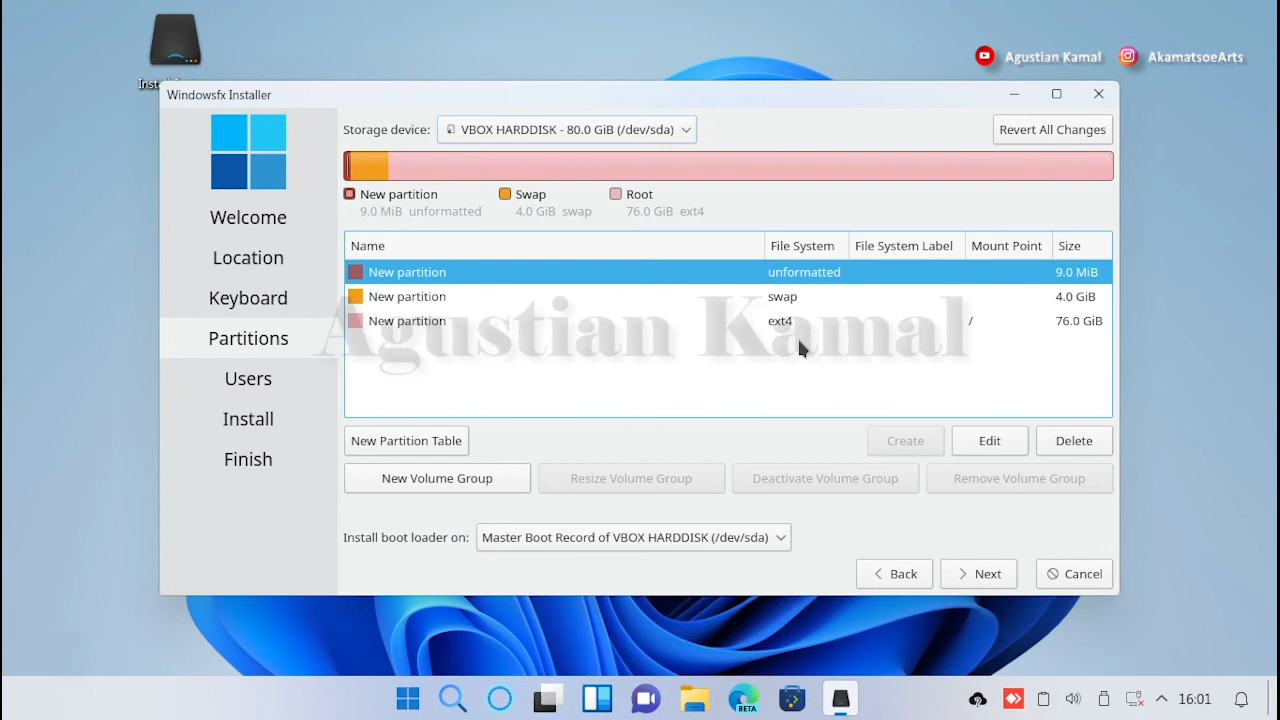 Agustian Kamal
AkamatsoeArts
Windowsfx Installer
Storage device:
VBOX HARDDISK - 80.0 GiB (/dev/sda)
Revert All Changes
New partition
9.0 MiB unformatted
Swap
4.0 GiB swap
Root
76.0 GiB ext4
Welcome
Location
Keyboard
Partitions
Users
Install
Finish
Name File System File System Label Mount Point Size
New partition unformatted 9.0 MiB
New partition swap 4.0 GiB
New partition ext4 / 76.0 GiB
Agustian Kamal
New Partition Table
Create
Edit
Delete
New Volume Group
Resize Volume Group
Deactivate Volume Group
Remove Volume Group
Install boot loader on:
Master Boot Record of VBOX HARDDISK (/dev/sda)
Back
Next
Cancel
BETA
16:01